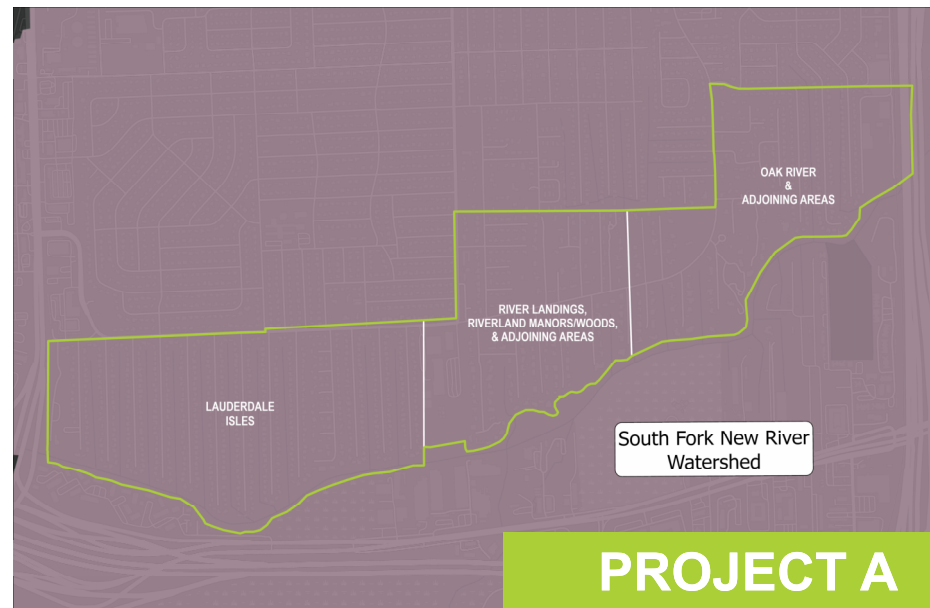 OAK RIVER
&
ADJOINING AREAS
RIVER LANDINGS,
RIVERLAND MANORS/WOODS,
& ADJOINING AREAS
LAUDERDALE
ISLES
South Fork New River
Watershed
PROJECT A